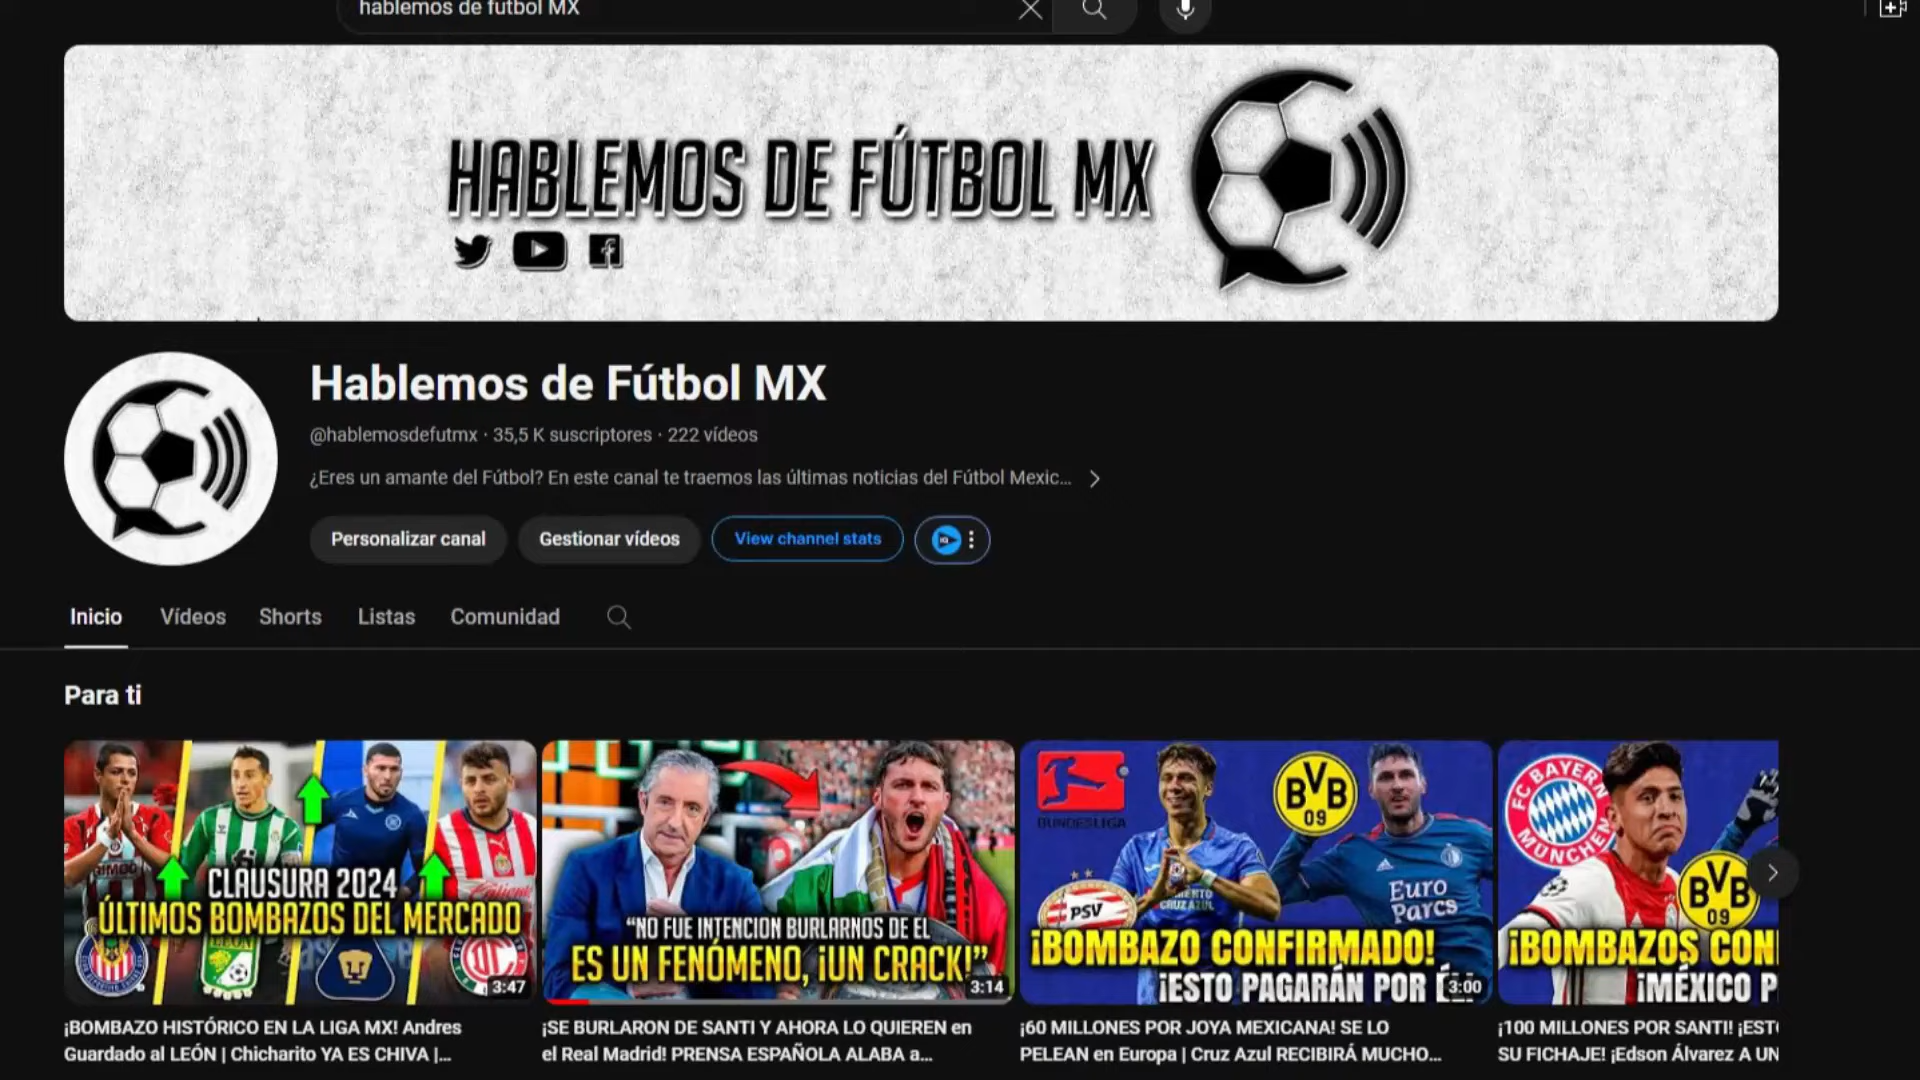 hablemos de futbol MX
HABLEMOS DE FÚTBOL MX
Hablemos de Fútbol MX
@hablemosdefutmx · 35,5 K suscriptores · 222 vídeos
¿Eres un amante del Fútbol? En este canal te traemos las últimas noticias del Fútbol Mexic...
Personalizar canal
Gestionar vídeos
View channel stats
Inicio
Vídeos
Shorts
Listas
Comunidad
Para ti
CLAUSURA 2024
ÚLTIMOS BOMBAZOS DEL MERCADO
LEÓN
3:47
¡BOMBAZO HISTÓRICO EN LA LIGA MX! Andres
Guardado al LEÓN | Chicharito YA ES CHIVA |...
“NO FUE INTENCION BURLARNOS DE EL
ES UN FENÓMENO, ¡UN CRACK!”
3:14
¡SE BURLARON DE SANTI Y AHORA LO QUIEREN en
el Real Madrid! PRENSA ESPAÑOLA ALABA a...
BUNDESLIGA
BVB
09
PSV
CRUZ AZUL
Euro
Parcs
¡BOMBAZO CONFIRMADO!
¡ESTO PAGARÁN POR
3:00
¡60 MILLONES POR JOYA MEXICANA! SE LO
PELEAN en Europa | Cruz Azul RECIBIRÁ MUCHO...
FC BAYERN
MÜNCHEN
BVB
09
¡BOMBAZOS CON
¡MÉXICO P
¡100 MILLONES POR SANTI! ¡EST
SU FICHAJE! ¡Edson Álvarez A UN